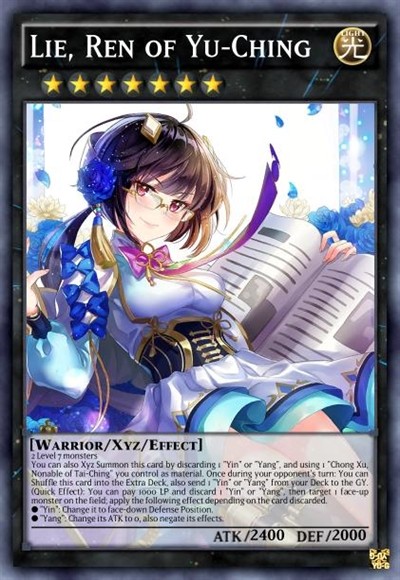 LIE, REN OF YU-CHING
LIGHT
光
[WARRIOR/XYZ/EFFECT]
2 Level 7 monsters
You can also Xyz Summon this card by discarding 1 "Yin" or "Yang", and using 1 "Chong Xu,
Nonable of Tai-Ching" you control as material. Once during your opponent's turn: You can
Shuffle this card into the Extra Deck, also send 1 "Yin" or "Yang" from your Deck to the GY.
(Quick Effect): You can pay 1000 LP and discard 1 "Yin" or "Yang", then target 1 face-up
monster on the field; apply the following effect depending on the card discarded.
● "Yin": Change it to face-down Defense Position.
● "Yang": Change its ATK to 0, also negate its effects.
ATK/2400 DEF/2000